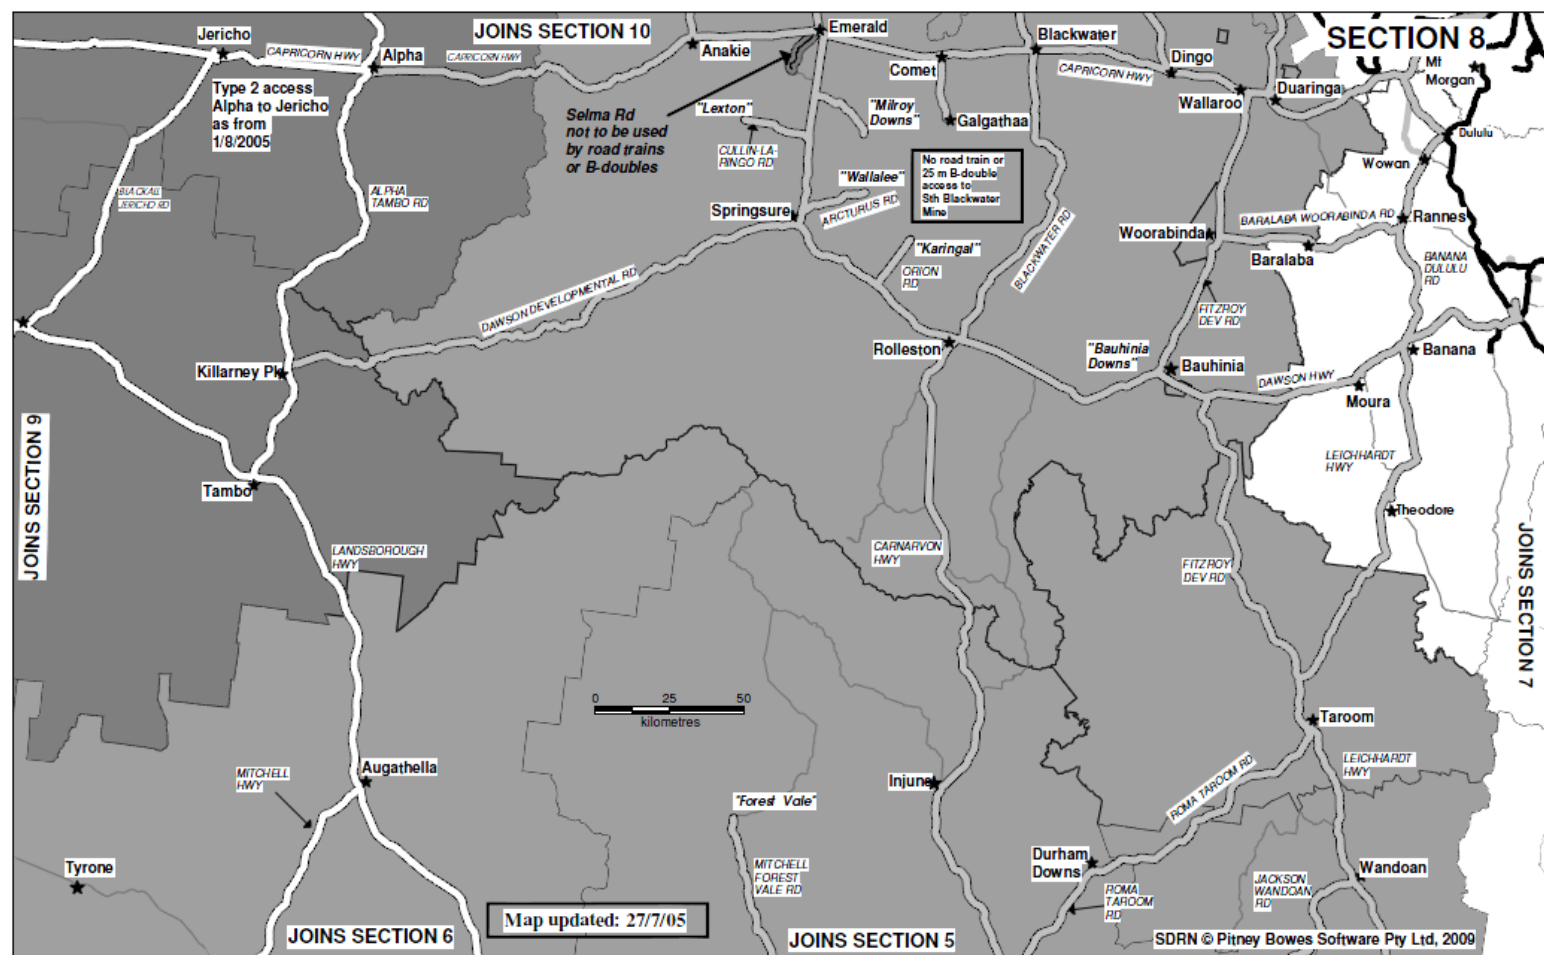 JOINS SECTION 10
SECTION 8
Jericho
CAPRICORN HWY
Alpha
CAPRICORN HWY
Anakie
Emerald
Blackwater
Comet
CAPRICORN HWY
Dingo
Wallaroo
Duaringa
Mt
Morgan
Type 2 access
Alpha to Jericho
as from
1/8/2005
Selma Rd
not to be used
by road trains
or B-doubles
"Lexton"
"Milroy
Downs"
Galgathaa
CULLIN-LA-
RINGO RD
Dululu
Wowan
No road train or
25 m B-double
access to
Sth Blackwater
Mine
BLACKALL
JERICHO RD
ALPHA
TAMBO RD
"Wallalee"
ARCTURUS RD
Springsure
BARALABA WOORABINDA RD
Rannes
Woorabinda
Baralaba
"Karingal"
ORION
RD
BLACKWATER RD
BANANA
DULULU
RD
DAWSON DEVELOPMENTAL RD
FITZROY
DEV RD
Rolleston
"Bauhinia
Downs"
Bauhinia
Banana
Killarney Pk
DAWSON HWY
Moura
JOINS SECTION 9
LEICHHARDT
HWY
Tambo
Theodore
LANDSBOROUGH
HWY
CARNARVON
HWY
FITZROY
DEV RD
JOINS SECTION 7
0 25 50
kilometres
Taroom
Augathella
MITCHELL
HWY
Injune
LEICHHARDT
HWY
ROMA TAROOM RD
"Forest Vale"
Tyrone
MITCHELL
FOREST
VALE RD
Durham
Downs
ROMA
TAROOM
RD
JACKSON
WANDOAN
RD
Wandoan
Map updated: 27/7/05
JOINS SECTION 6
JOINS SECTION 5
SDRN © Pitney Bowes Software Pty Ltd, 2009